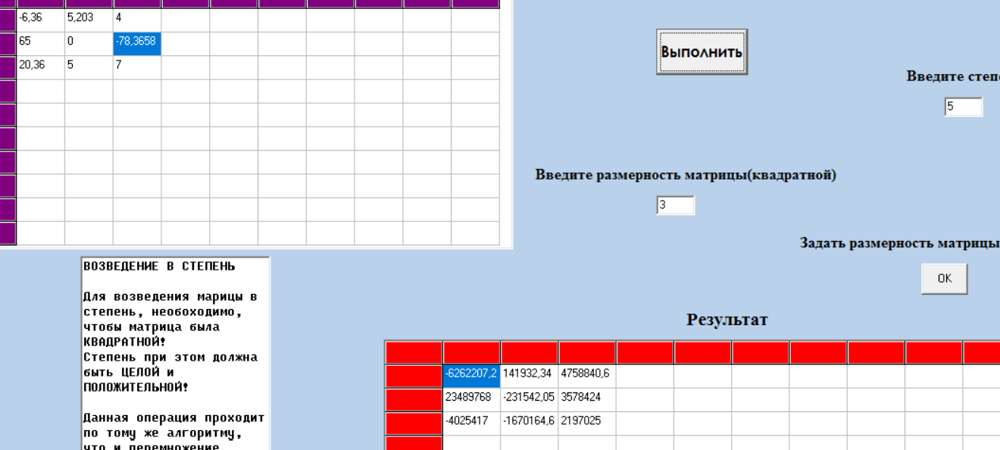 -6,36 5,203 4
65 0 -78,3658
20,36 5 7
Выполнить
Введите
5
Введите размерность матрицы(квадратной)
3
Задать размерность матрицы
OK
ВОЗВЕДЕНИЕ В СТЕПЕНЬ
Для возведения марицы в
степень, необоходимо,
чтобы матрица была
КВАДРАТНОЙ!
Степень при этом должна
быть ЦЕЛОЙ и
ПОЛОЖИТЕЛЬНОЙ!
Данная операция проходит
по тому же алгоритму,
что и перемножение
Результат
-6262207,2 141932,34 4758840,6
23489768 -231542,05 3578424
-4025417 -1670164,6 2197025